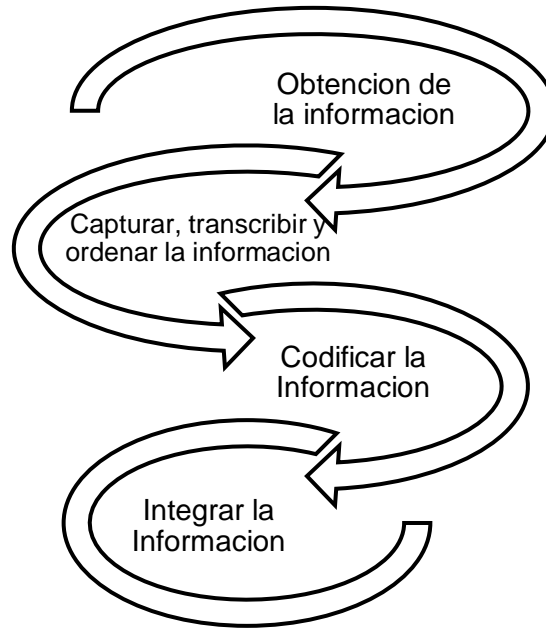 Obtencion de
la informacion
Capturar, transcribir y
ordenar la informacion
Codificar la
Informacion
Integrar la
Informacion